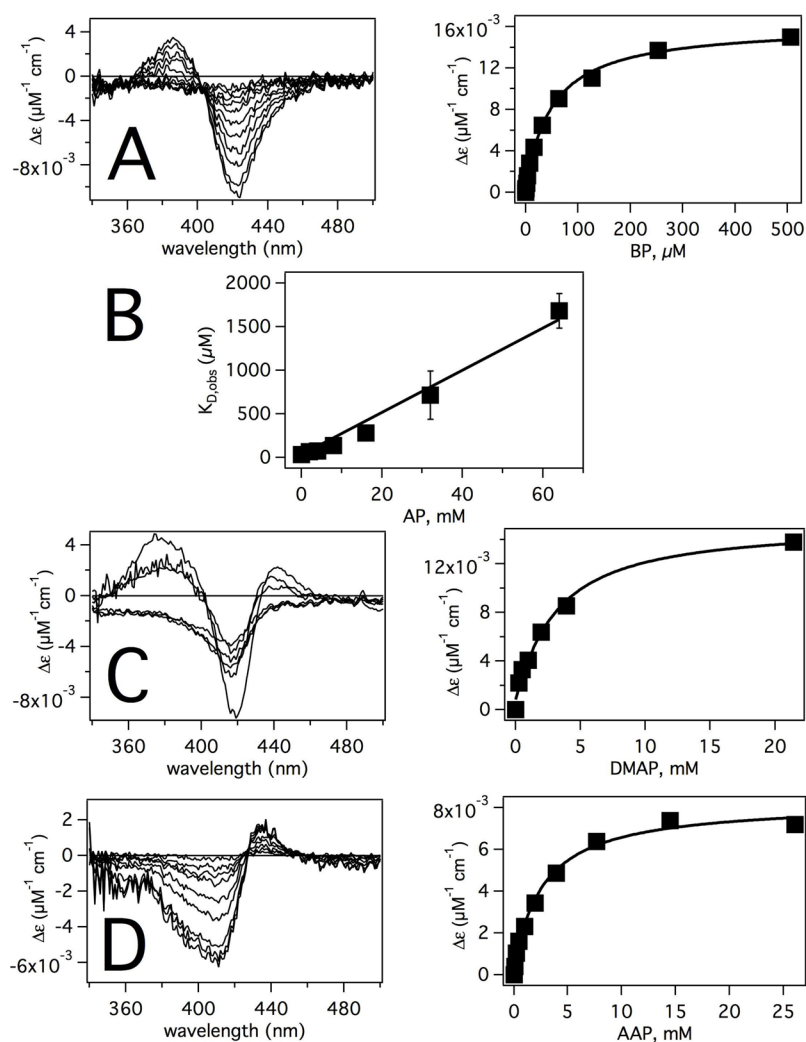 4
0
-4
-8x10⁻³
Δε (µM⁻¹ cm⁻¹)
A
360 400 440 480
wavelength (nm)
16x10⁻³
12
8
4
0
Δε (µM⁻¹ cm⁻¹)
0 100 200 300 400 500
BP, µM
B
2000
1500
1000
500
0
K_D,obs (µM)
0 20 40 60
AP, mM
4
0
-4
-8x10⁻³
Δε (µM⁻¹ cm⁻¹)
C
360 400 440 480
wavelength (nm)
12x10⁻³
8
4
0
Δε (µM⁻¹ cm⁻¹)
0 5 10 15 20
DMAP, mM
2
0
-2
-4
-6x10⁻³
Δε (µM⁻¹ cm⁻¹)
D
360 400 440 480
wavelength (nm)
8x10⁻³
6
4
2
0
Δε (µM⁻¹ cm⁻¹)
0 5 10 15 20 25
AAP, mM